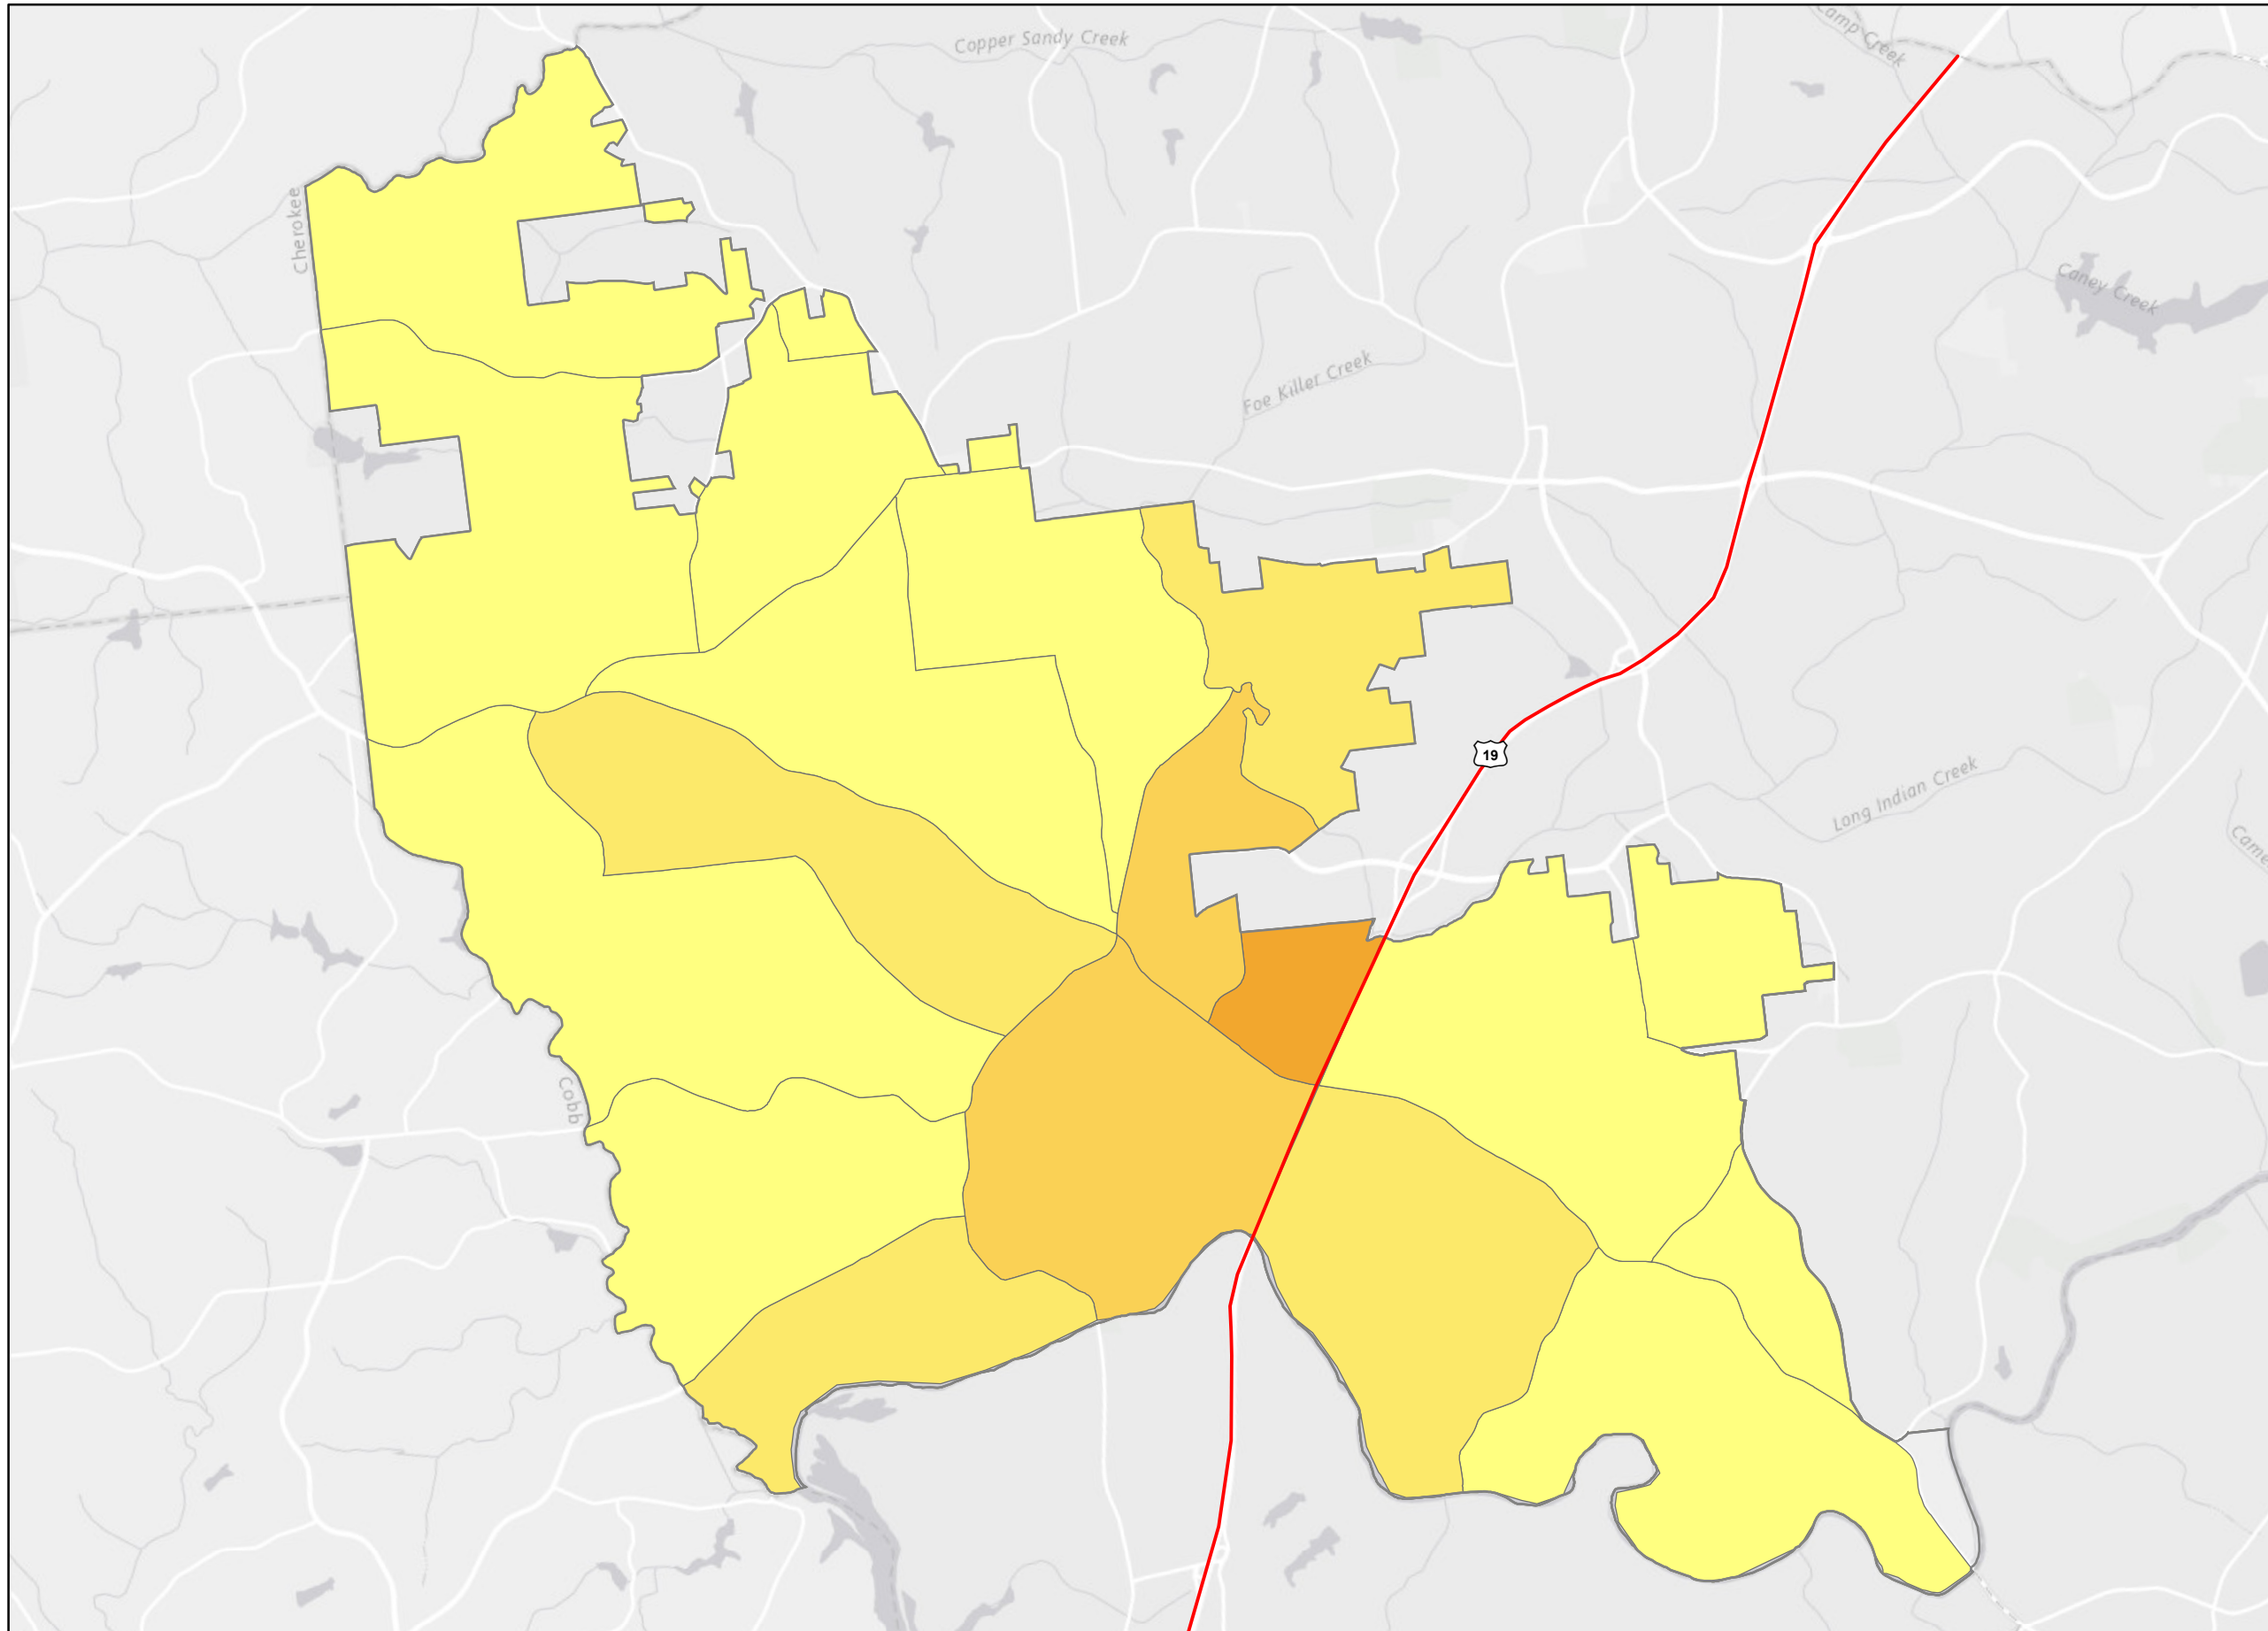 Copper Sandy Creek
Camp Creek
Cherokee
Caney Creek
Foe Killer Creek
19
Long Indian Creek
Cobb